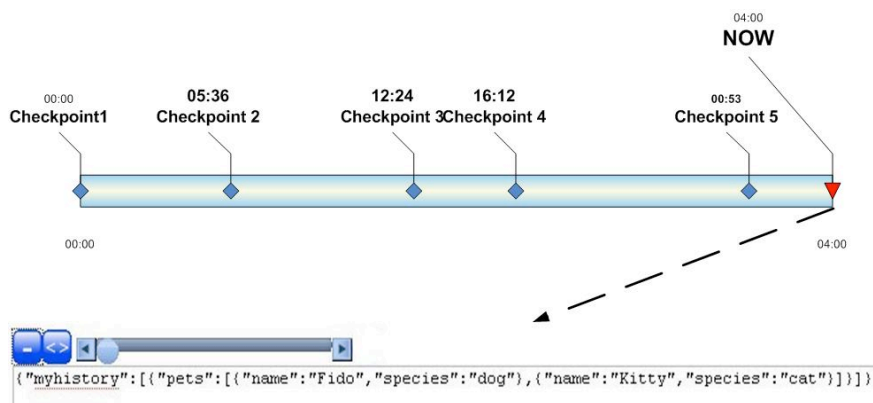 04:00
NOW
00:00
Checkpoint1
05:36
Checkpoint 2
12:24
Checkpoint 3
16:12
Checkpoint 4
00:53
Checkpoint 5
00:00
04:00
- <>
{"myhistory":[{"pets":[{"name":"Fido","species":"dog"},{"name":"Kitty","species":"cat"}]}]}